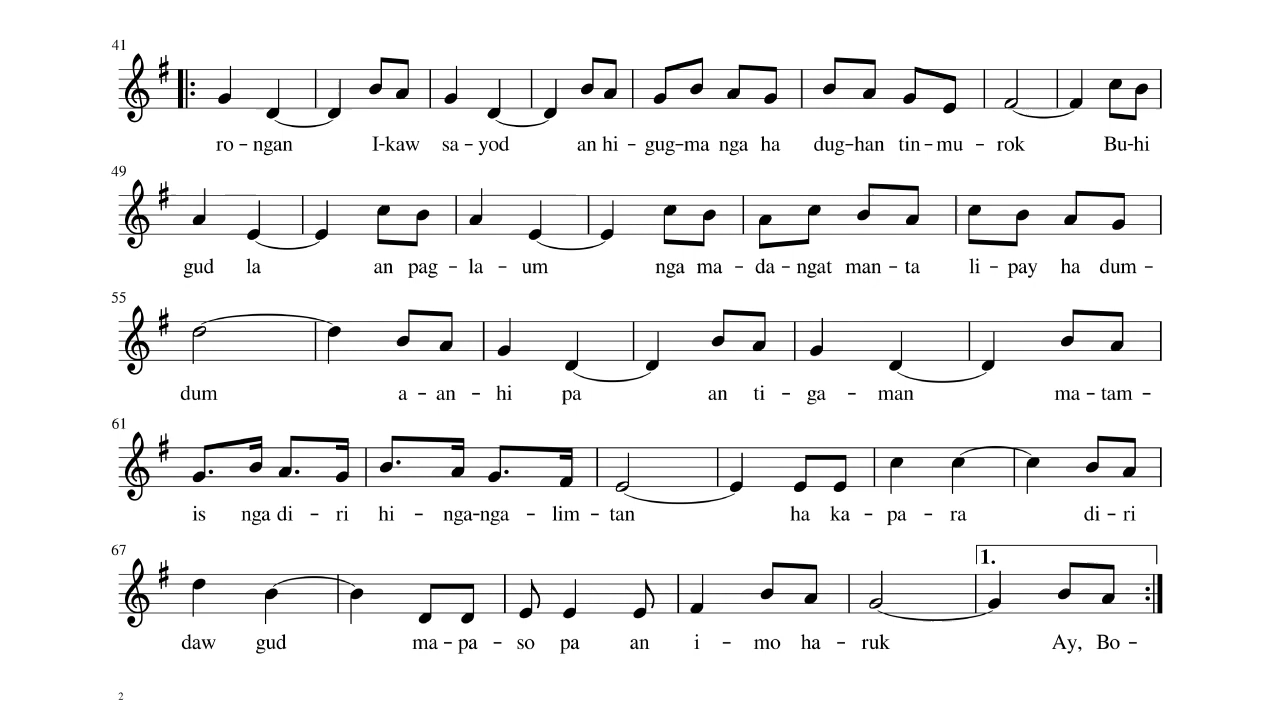 41
ro – ngan I-kaw sa – yod an hi – gug–ma nga ha dug–han tin–mu – rok Bu–hi
49
gud la an pag – la – um nga ma – da – ngat man – ta li – pay ha dum –
55
dum a – an – hi pa an ti – ga – man ma – tam –
61
is nga di – ri hi – nga-nga – lim – tan ha ka – pa – ra di – ri
1.
67
daw gud ma – pa – so pa an i – mo ha – ruk Ay, Bo –
2